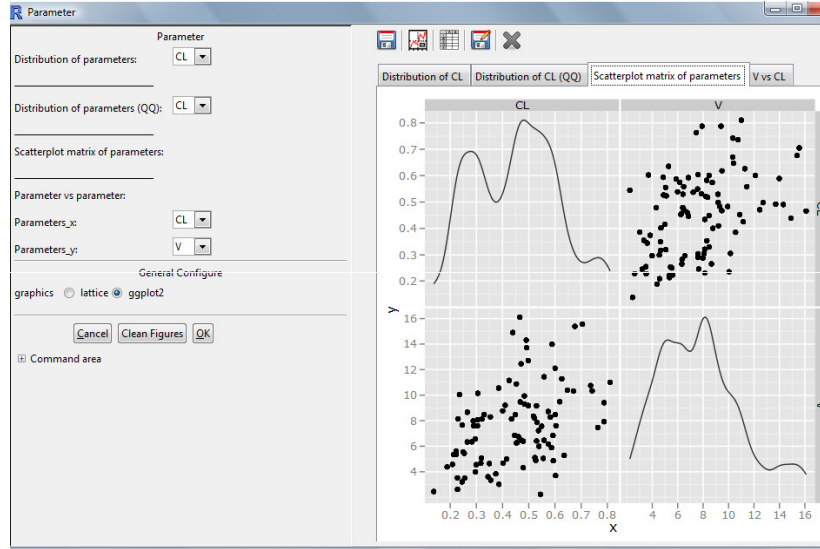 Parameter
Parameter
Distribution of parameters: CL
Distribution of parameters (QQ): CL
Scatterplot matrix of parameters:
Parameter vs parameter:
Parameters_x: CL
Parameters_y: V
General Configure
graphics lattice ggplot2
Cancel Clean Figures OK
Command area
Distribution of CL Distribution of CL (QQ) Scatterplot matrix of parameters V vs CL
CL V
0.8
0.7
0.6
0.5
0.4
0.3
0.2
y
16
14
12
10
8
6
4
0.2 0.3 0.4 0.5 0.6 0.7 0.8 4 6 8 10 12 14 16
x